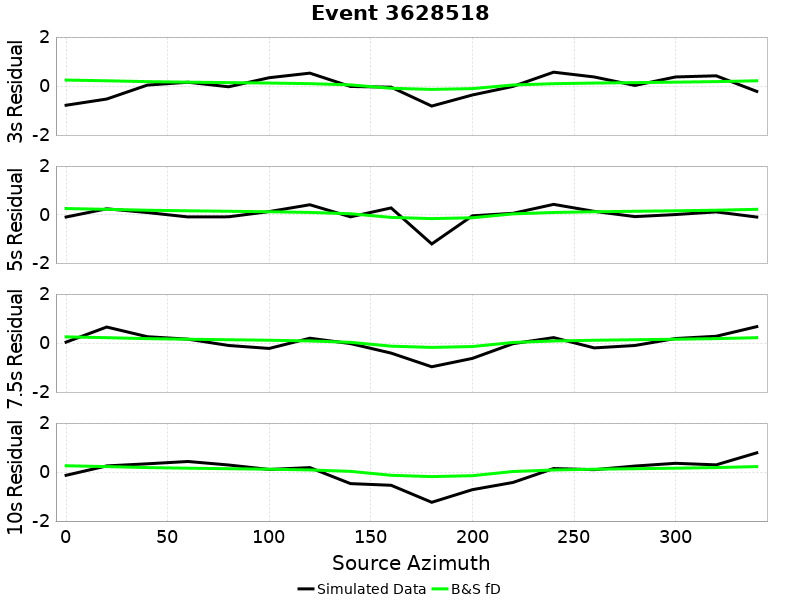 Event 3628518
2
0
-2
3s Residual
2
0
-2
5s Residual
2
0
-2
7.5s Residual
2
0
-2
10s Residual
0 50 100 150 200 250 300
Source Azimuth
Simulated Data B&S fD